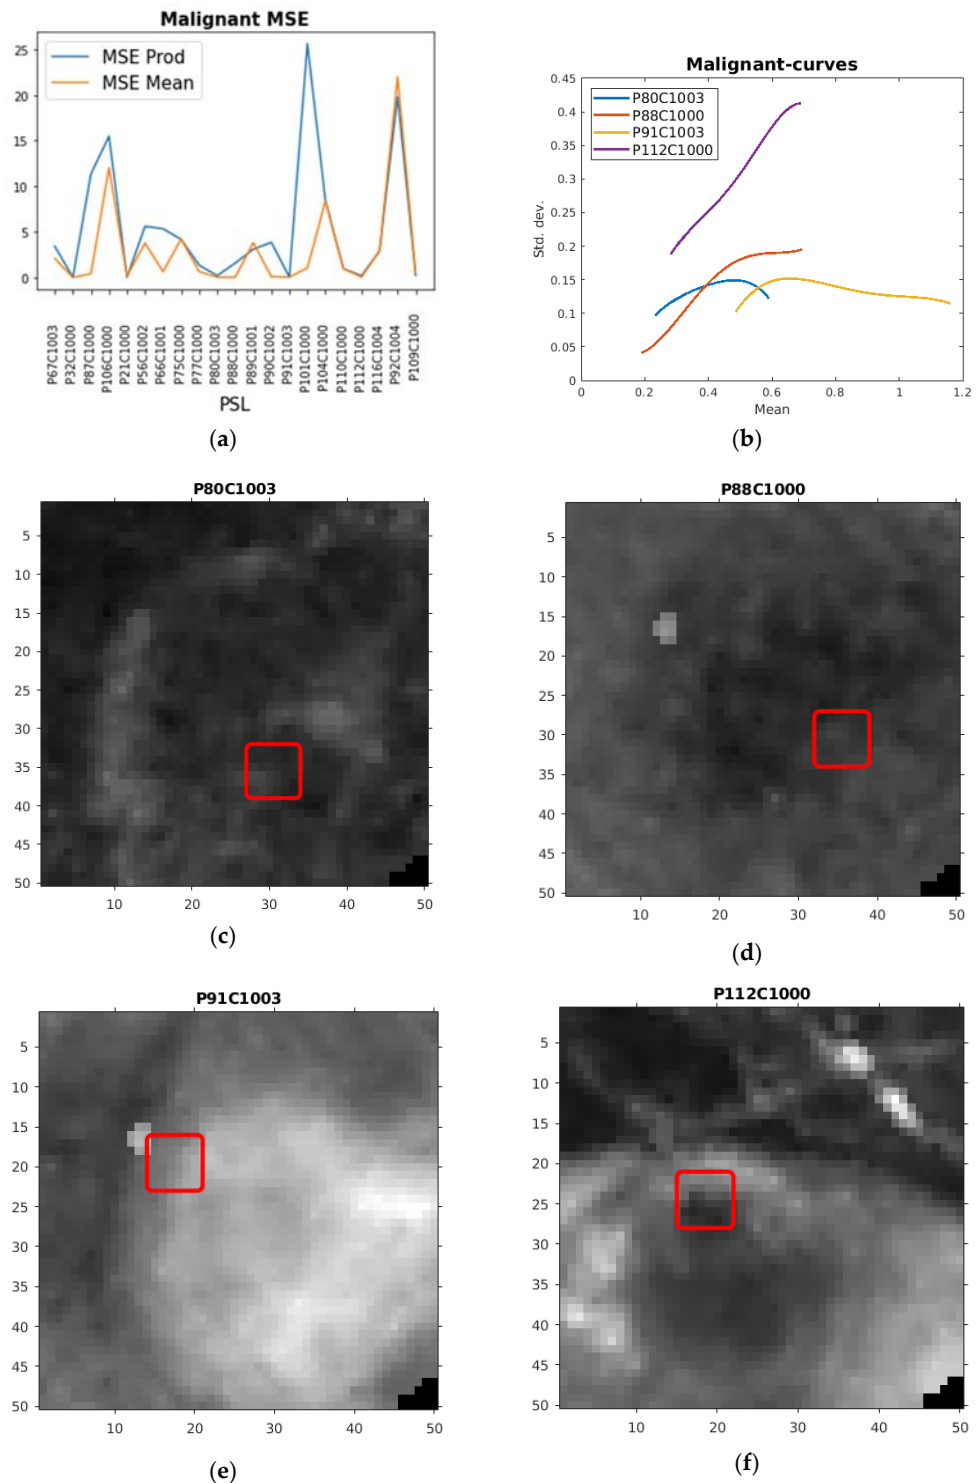 Malignant MSE
MSE Prod
MSE Mean
25
20
15
10
5
0
P67C1003
P32C1000
P87C1000
P106C1000
P21C1000
P56C1002
P66C1001
P75C1000
P77C1000
P80C1003
P88C1000
P89C1001
P90C1002
P91C1003
P101C1000
P104C1000
P110C1000
P112C1000
P116C1004
P92C1004
P109C1000
PSL
(a)
Malignant-curves
P80C1003
P88C1000
P91C1003
P112C1000
0.45
0.4
0.35
0.3
0.25
0.2
0.15
0.1
0.05
0
Std. dev.
0 0.2 0.4 0.6 0.8 1 1.2
Mean
(b)
P80C1003
5
10
15
20
25
30
35
40
45
50
10 20 30 40 50
(c)
P88C1000
5
10
15
20
25
30
35
40
45
50
10 20 30 40 50
(d)
P91C1003
5
10
15
20
25
30
35
40
45
50
10 20 30 40 50
(e)
P112C1000
5
10
15
20
25
30
35
40
45
50
10 20 30 40 50
(f)